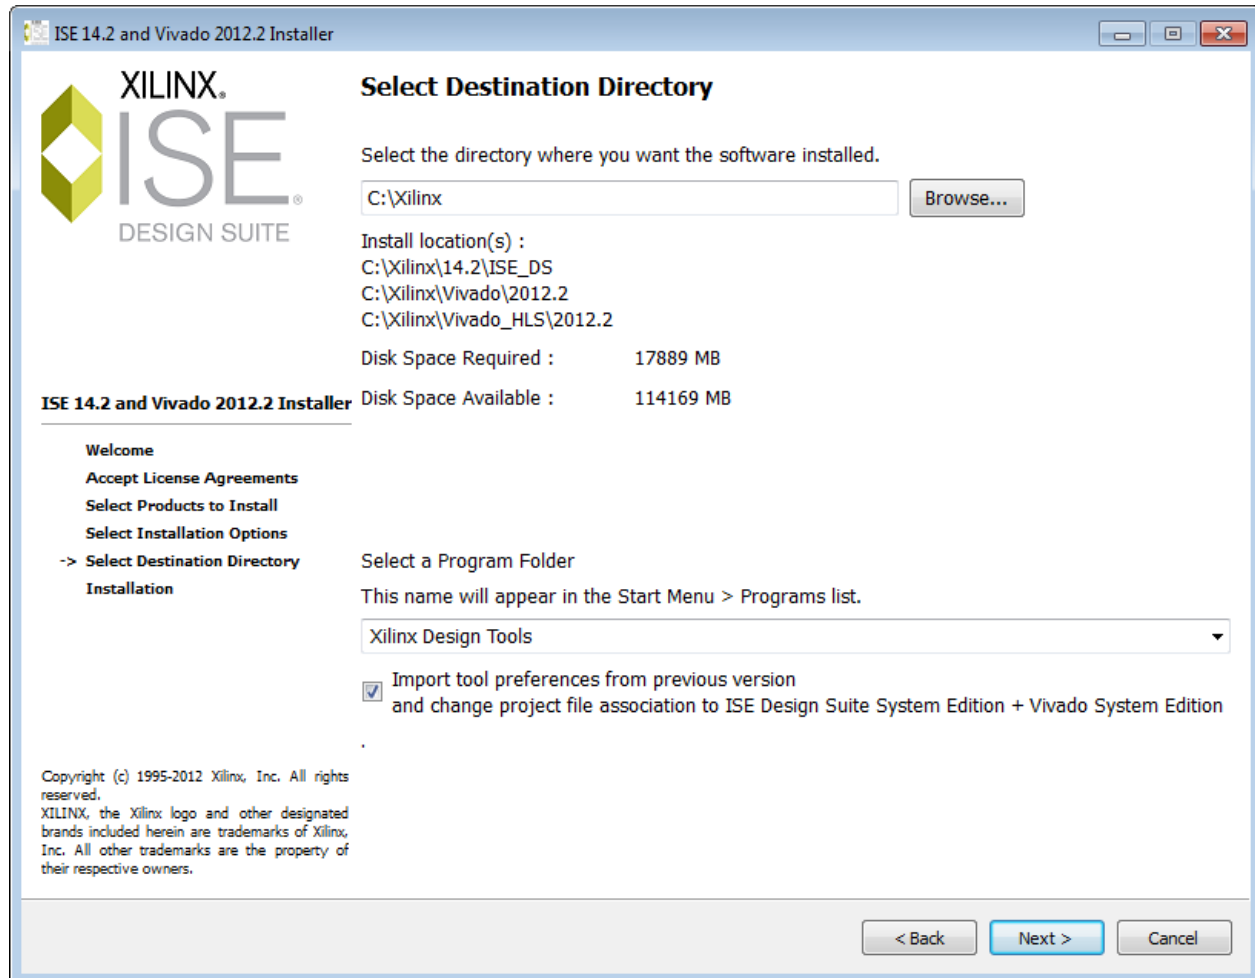 ISE 14.2 and Vivado 2012.2 Installer
XILINX®
ISE®
DESIGN SUITE
ISE 14.2 and Vivado 2012.2 Installer
Welcome
Accept License Agreements
Select Products to Install
Select Installation Options
-> Select Destination Directory
Installation
Copyright (c) 1995-2012 Xilinx, Inc. All rights
reserved.
XILINX, the Xilinx logo and other designated
brands included herein are trademarks of Xilinx,
Inc. All other trademarks are the property of
their respective owners.
Select Destination Directory
Select the directory where you want the software installed.
C:\Xilinx
Browse...
Install location(s) :
C:\Xilinx\14.2\ISE_DS
C:\Xilinx\Vivado\2012.2
C:\Xilinx\Vivado_HLS\2012.2
Disk Space Required : 17889 MB
Disk Space Available : 114169 MB
Select a Program Folder
This name will appear in the Start Menu > Programs list.
Xilinx Design Tools
Import tool preferences from previous version
and change project file association to ISE Design Suite System Edition + Vivado System Edition
.
< Back
Next >
Cancel